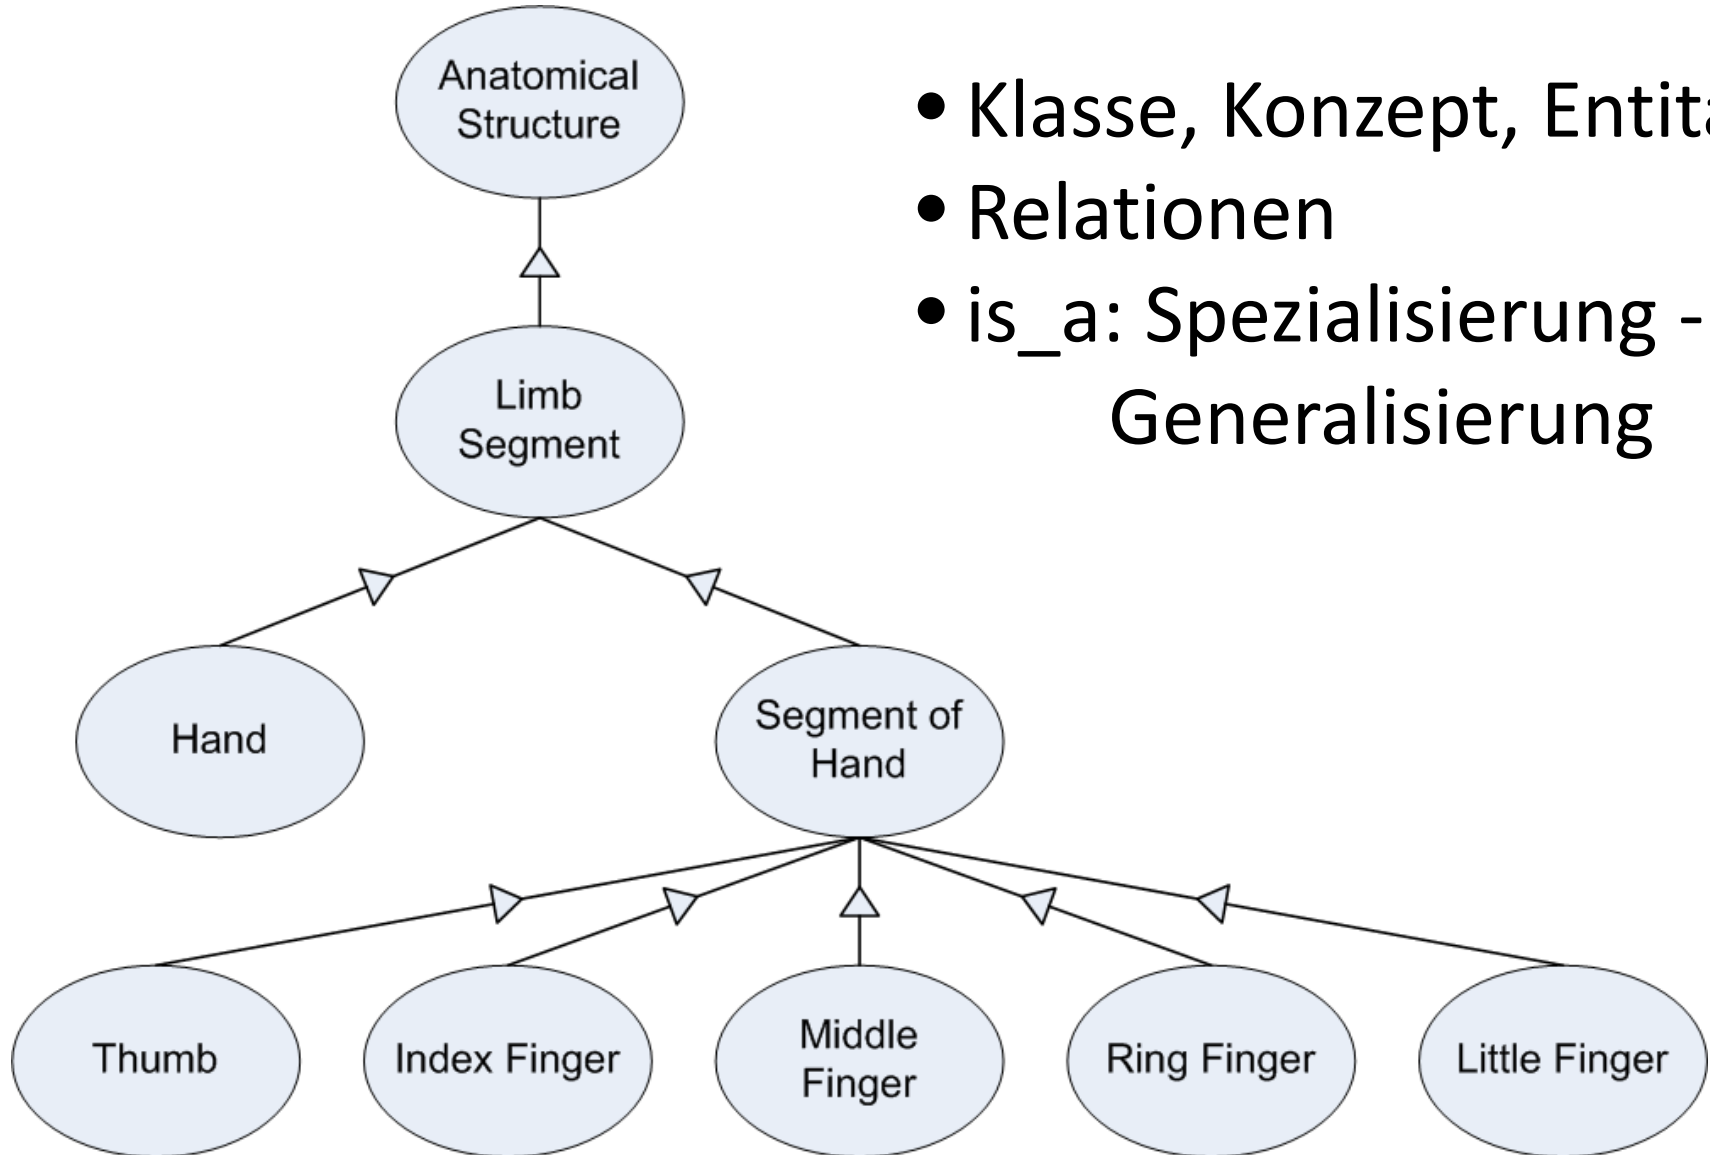 Anatomical
Structure
• Klasse, Konzept,
• Relationen
• is_a: Spezialisierung -
Generalisierung
Limb
Segment
Hand
Segment of
Hand
Thumb
Index Finger
Middle
Finger
Ring Finger
Little Finger